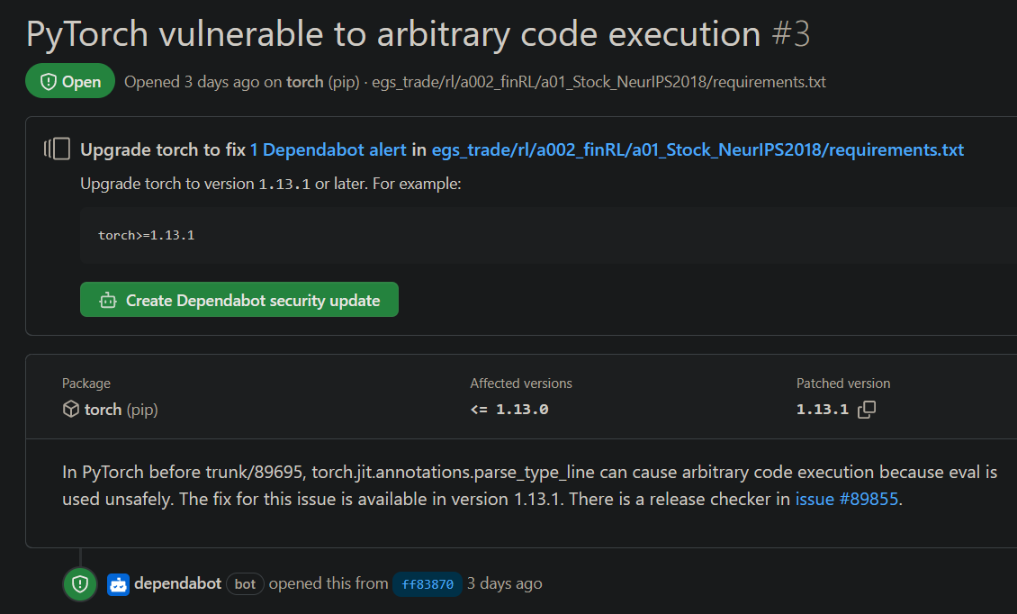 PyTorch vulnerable to arbitrary code execution #3
Open Opened 3 days ago on torch (pip) · egs_trade/rl/a002_finRL/a01_Stock_NeurIPS2018/requirements.txt
Upgrade torch to fix 1 Dependabot alert in egs_trade/rl/a002_finRL/a01_Stock_NeurIPS2018/requirements.txt
Upgrade torch to version 1.13.1 or later. For example:
torch>=1.13.1
Create Dependabot security update
Package Affected versions Patched version
torch (pip) <= 1.13.0 1.13.1
In PyTorch before trunk/89695, torch.jit.annotations.parse_type_line can cause arbitrary code execution because eval is
used unsafely. The fix for this issue is available in version 1.13.1. There is a release checker in issue #89855.
dependabot bot opened this from ff83870 3 days ago